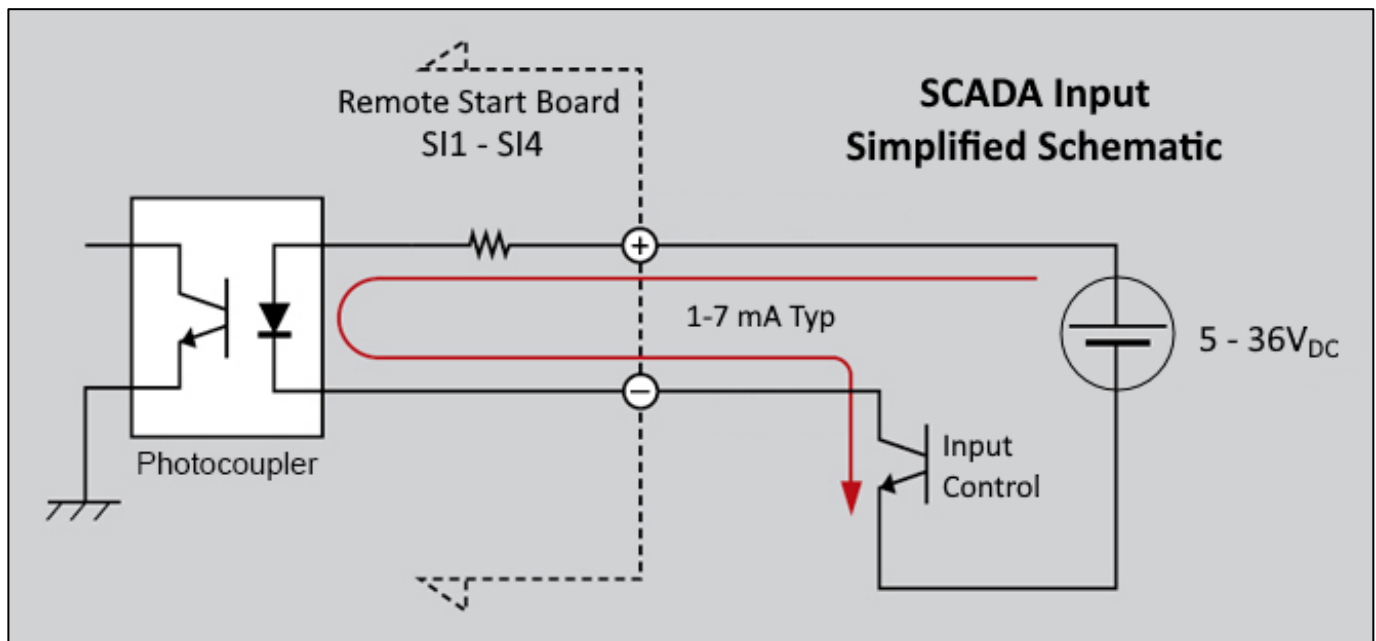 Remote Start Board
SI1 - SI4
SCADA Input
Simplified Schematic
+
1-7 mA Typ
5 - 36VDC
−
Input
Control
Photocoupler